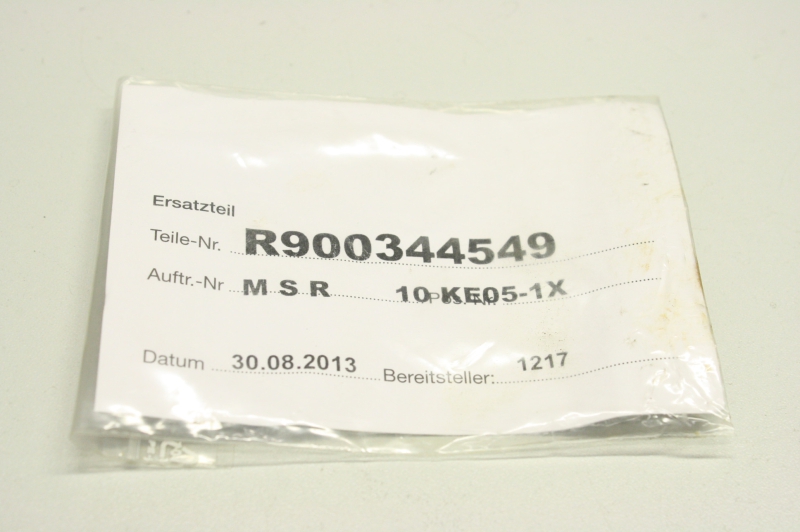 Ersatzteil
Teile-Nr. R900344549
Auftr.-Nr M S R 10 KE05-1X
Datum 30.08.2013 Bereitsteller: 1217